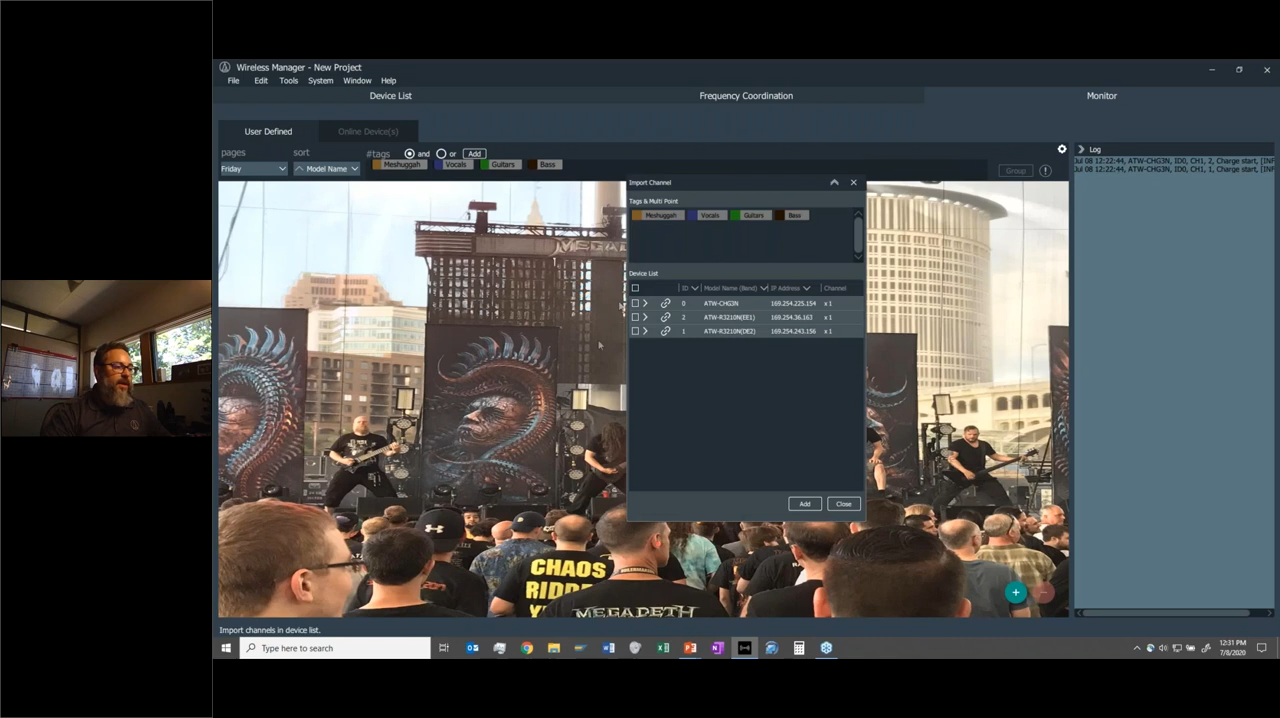 Wireless Manager - New Project
File Edit Tools System Window Help
Device List Frequency Coordination Monitor
User Defined Online Device(s)
pages sort #tags and or Add
Friday Model Name Meshuggah Vocals Guitars Bass Group
Log
Jul 08 12:22:44, ATW-CHG3N, ID0, CH1, 2, Charge start, [INF
Jul 08 12:22:44, ATW-CHG3N, ID0, CH1, 1, Charge start, [INF
Import Channel
Tags & Multi Point
Meshuggah Vocals Guitars Bass
Device List
ID Model Name (Band) IP Address Channel
0 ATW-CHG3N 169.254.225.154 x 1
2 ATW-R3210N(EE1) 169.254.36.163 x 1
1 ATW-R3210N(DE2) 169.254.243.156 x 1
Add Close
MEGAD
CHAOS
RIDD
MEGADETH
Import channels in device list.
Type here to search
12:31 PM
7/8/2020